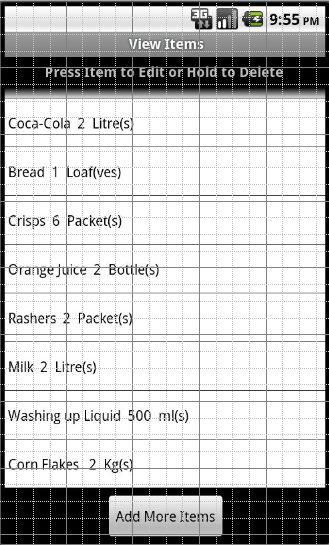 3G
9:55 PM
View Items
Press Item to Edit or Hold to Delete
Coca-Cola 2 Litre(s)
Bread 1 Loaf(ves)
Crisps 6 Packet(s)
Orange Juice 2 Bottle(s)
Rashers 2 Packet(s)
Milk 2 Litre(s)
Washing up Liquid 500 ml(s)
Corn Flakes 2 Kg(s)
Add More Items